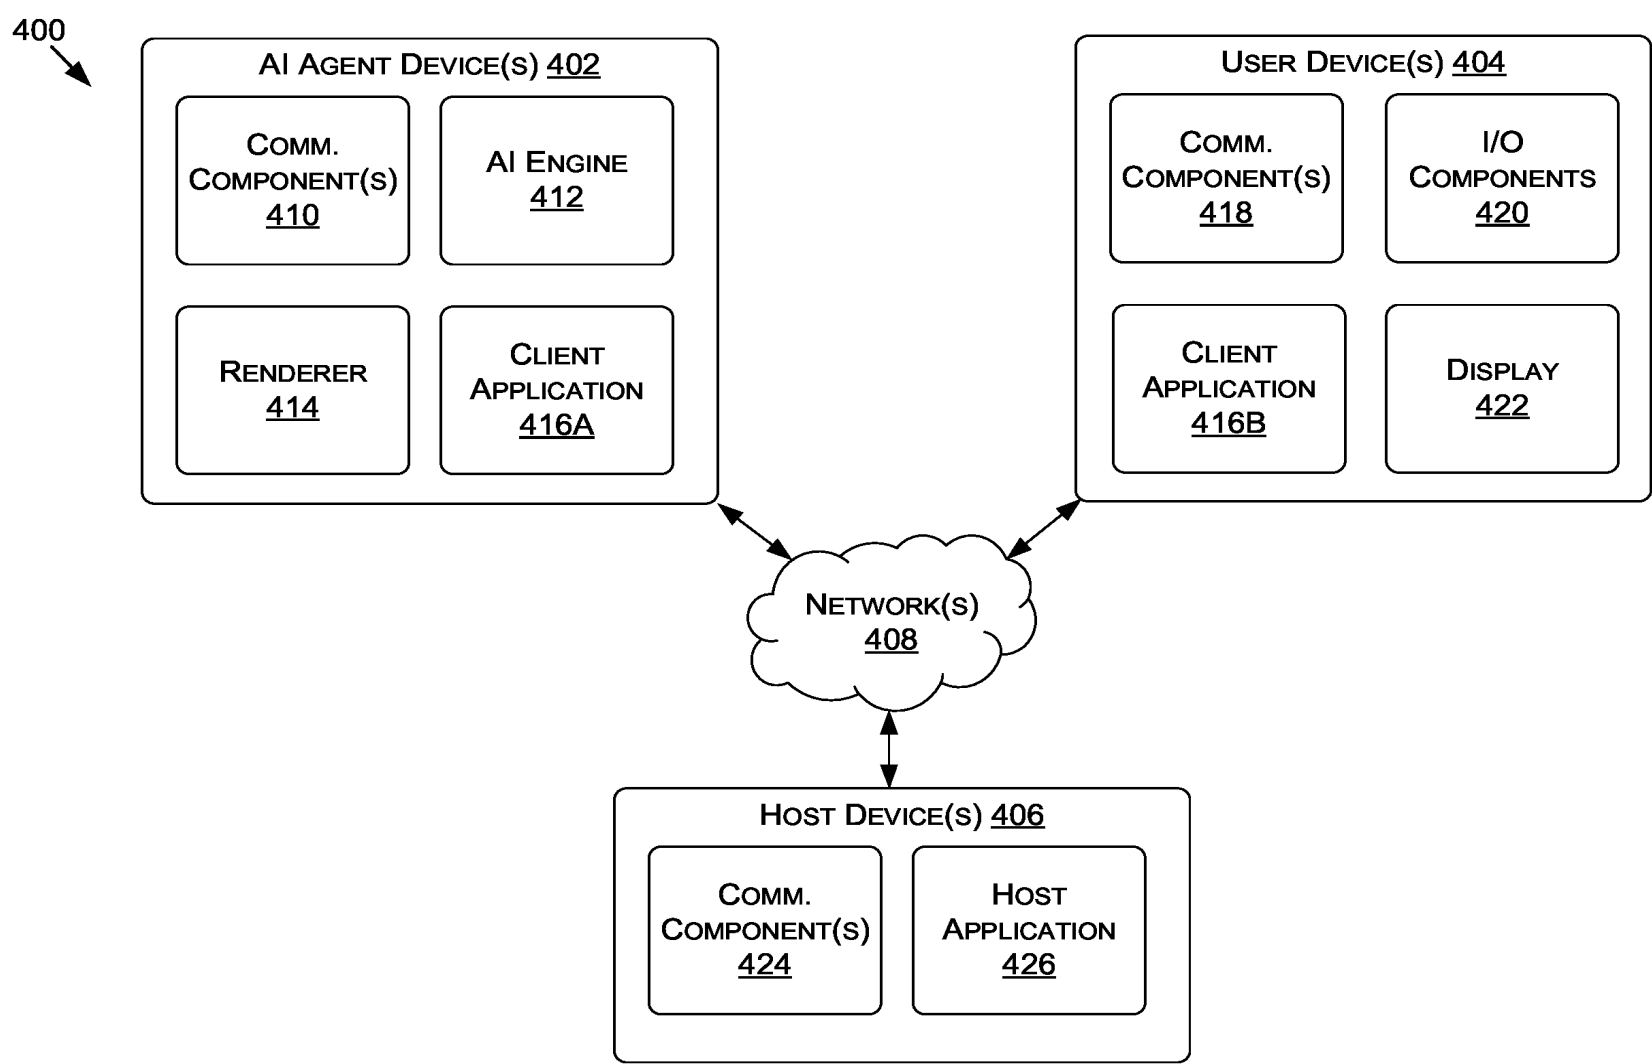 400
AI AGENT DEVICE(S) 402
COMM.
COMPONENT(S)
410
AI ENGINE
412
RENDERER
414
CLIENT
APPLICATION
416A
USER DEVICE(S) 404
COMM.
COMPONENT(S)
418
I/O
COMPONENTS
420
CLIENT
APPLICATION
416B
DISPLAY
422
NETWORK(S)
408
HOST DEVICE(S) 406
COMM.
COMPONENT(S)
424
HOST
APPLICATION
426